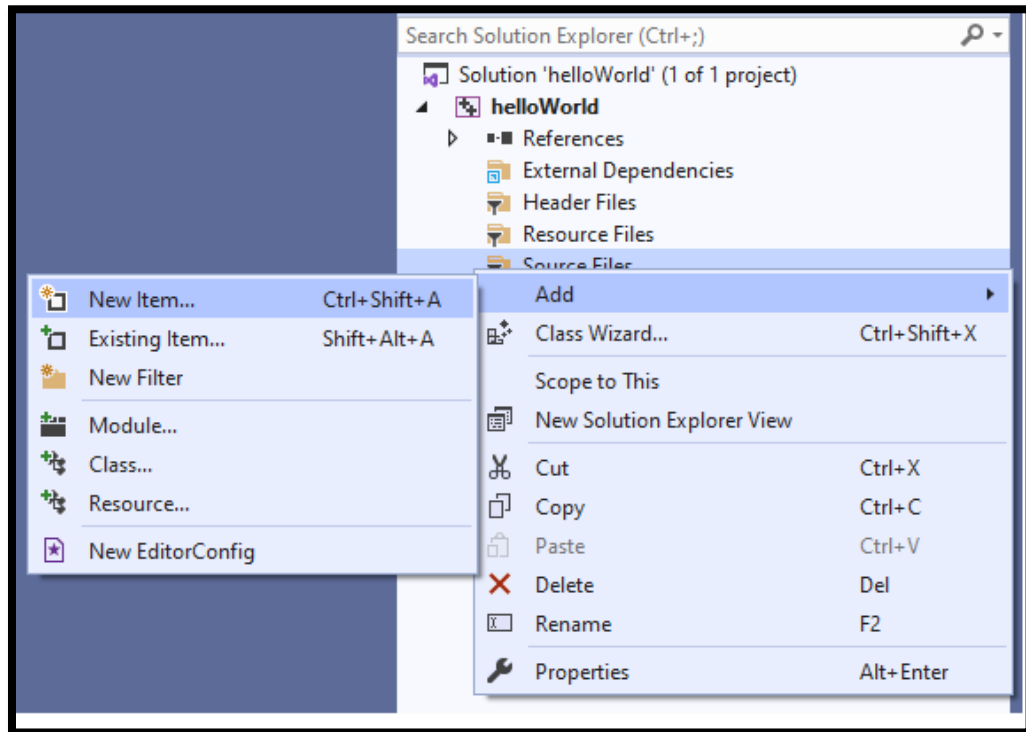 Search Solution Explorer (Ctrl+;)
Solution 'helloWorld' (1 of 1 project)
helloWorld
References
External Dependencies
Header Files
Resource Files
Source Files
New Item... Ctrl+Shift+A
Existing Item... Shift+Alt+A
New Filter
Module...
Class...
Resource...
New EditorConfig
Add
Class Wizard... Ctrl+Shift+X
Scope to This
New Solution Explorer View
Cut Ctrl+X
Copy Ctrl+C
Paste Ctrl+V
Delete Del
Rename F2
Properties Alt+Enter